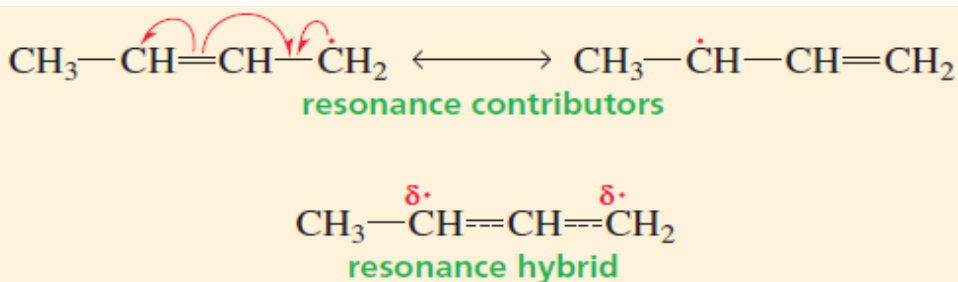 CH₃—CH=CH—ĊH₂ ⟷ CH₃—ĊH—CH=CH₂
resonance contributors
δ· δ·
CH₃—CH---CH---CH₂
resonance hybrid